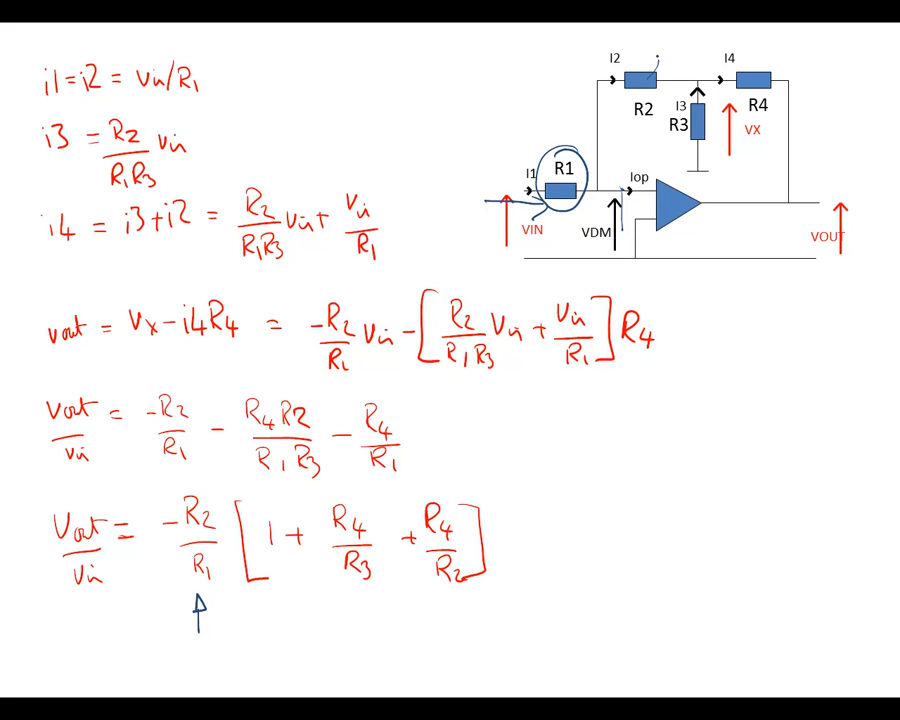 i1=i2 = vin/R1
i3 = R2/R1R3 vin
i4 = i3+i2 = R2/R1R3 vin + vin/R1
vout = vx-i4R4 = -R2/R1 vin - [R2/R1R3 vin + vin/R1] R4
vout/vin = -R2/R1 - R4R2/R1R3 - R4/R1
Vout/vin = -R2/R1 [1 + R4/R3 + R4/R2]
I2
I4
R2
I3
R4
R3
VX
R1
I1
Iop
VIN
VDM
VOUT